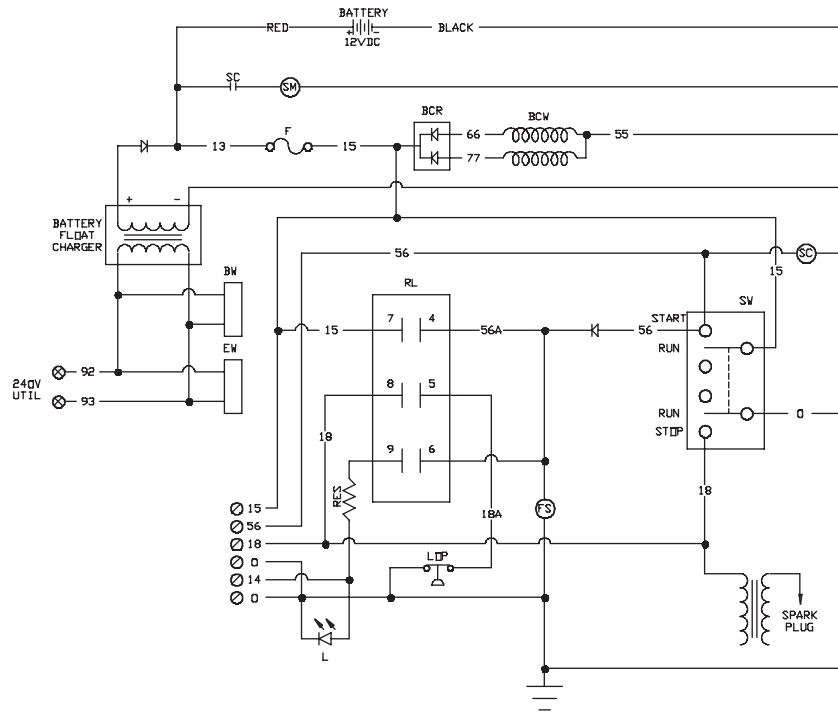 BATTERY
RED
BLACK
+ -
12VDC
SC
SM
BCR
BCW
66
55
F
13
15
77
+ -
BATTERY
FLOAT
CHARGER
56
SC
15
BW
RL
SW
START
7 4
15
56A
56
RUN
EW
92
8 5
240V
UTIL
93
RUN
0
18
STOP
9 6
RES
18
15
18A
FS
56
18
0
LOP
14
0
SPARK
PLUG
L